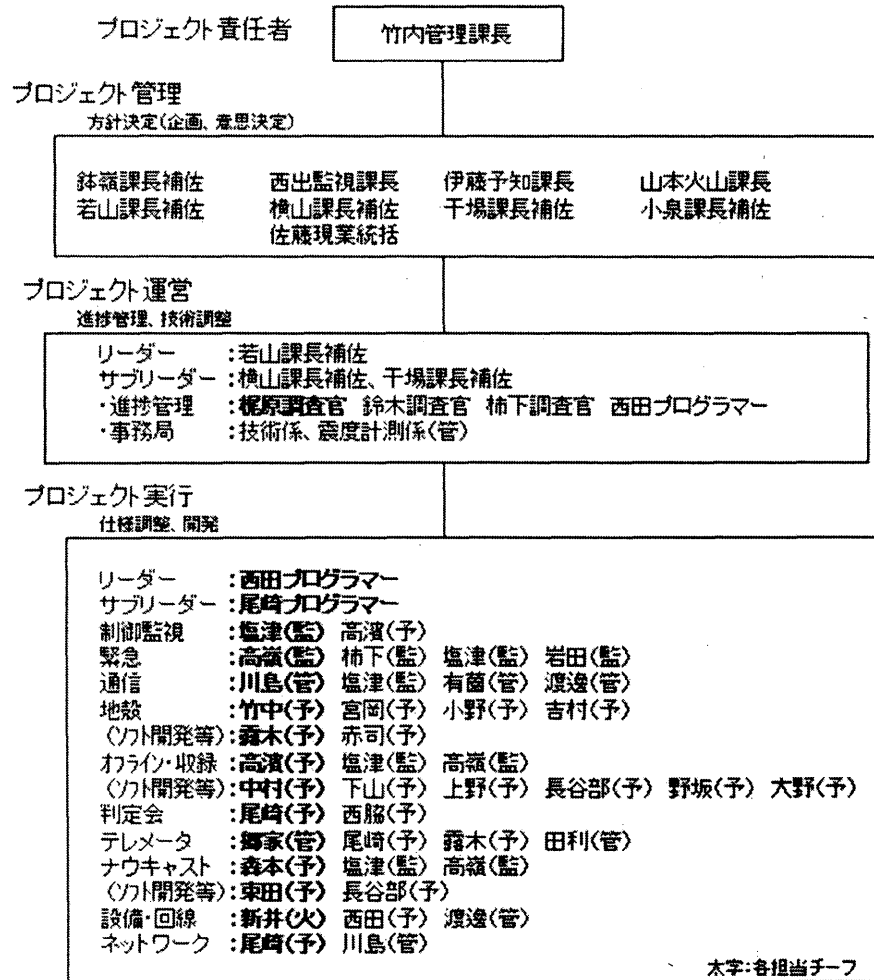 プロジェクト責任者 竹内管理課長
プロジェクト管理
方針決定(企画、意思決定)
鉢嶺課長補佐 西出監視課長 伊藤予知課長 山本火山課長
若山課長補佐 横山課長補佐 干場課長補佐 小泉課長補佐
佐藤現業統括
プロジェクト運営
進捗管理、技術調整
リーダー :若山課長補佐
サブリーダー :横山課長補佐、干場課長補佐
・進捗管理 :梶原調査官 鈴木調査官 柿下調査官 西田プログラマー
・事務局 :技術係、震度計測係(管)
プロジェクト実行
仕様調整、開発
リーダー :西田プログラマー
サブリーダー :尾崎プログラマー
制御監視 :塩津(監) 高濱(予)
緊急 :高嶺(監) 柿下(監) 塩津(監) 岩田(監)
通信 :川島(管) 塩津(監) 有薗(管) 渡邉(管)
地殻 :竹中(予) 宮岡(予) 小野(予) 吉村(予)
(ソフト開発等):露木(予) 赤司(予)
オフライン・収録 :高濱(予) 塩津(監) 高嶺(監)
(ソフト開発等):中村(予) 下山(予) 上野(予) 長谷部(予) 野坂(予) 大野(予)
判定会 :尾崎(予) 西脇(予)
テレメータ :郷家(管) 尾崎(予) 露木(予) 田利(管)
ナウキャスト :森本(予) 塩津(監) 高嶺(監)
(ソフト開発等):束田(予) 長谷部(予)
設備・回線 :新井(火) 西田(予) 渡邉(管)
ネットワーク :尾崎(予) 川島(管)
太字:各担当チーフ